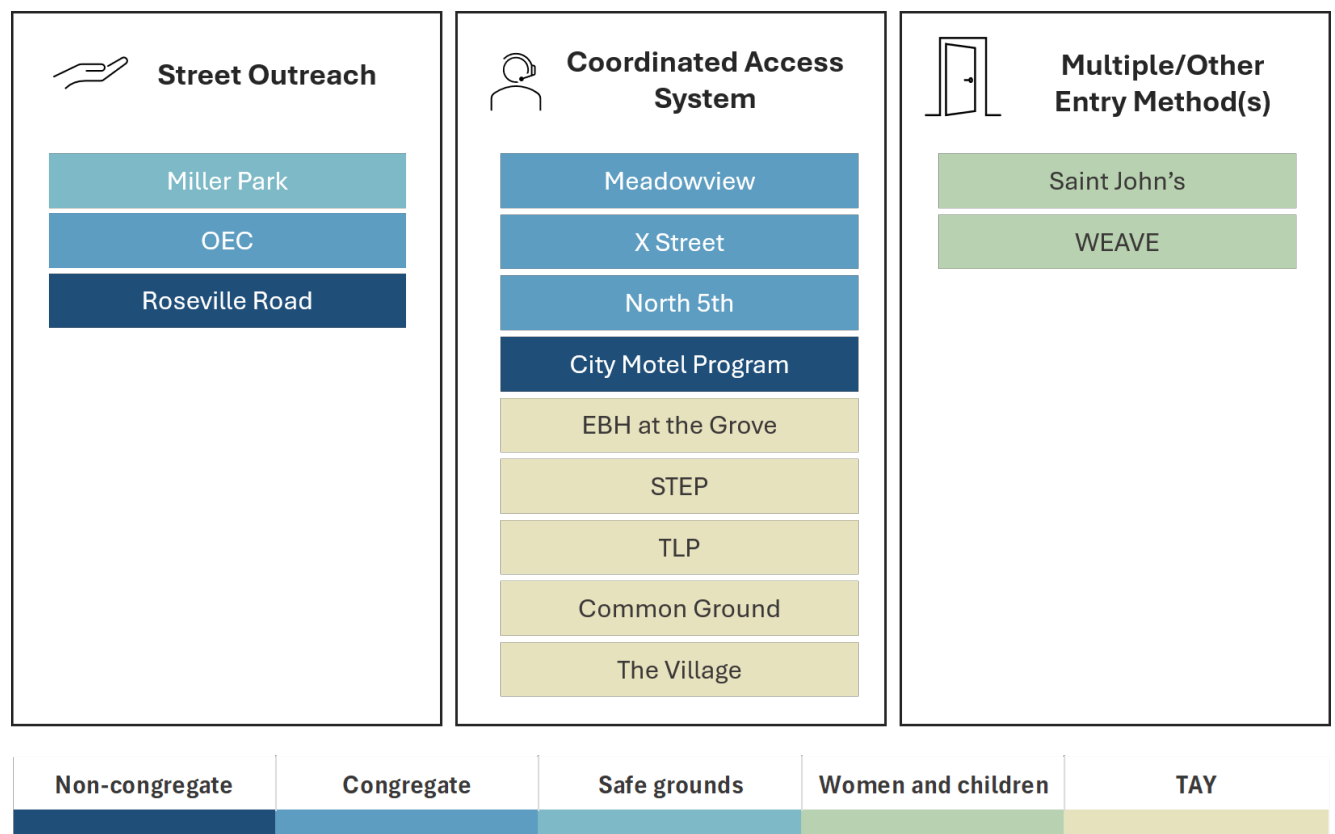 Street Outreach
Miller Park
OEC
Roseville Road
Coordinated Access
System
Meadowview
X Street
North 5th
City Motel Program
EBH at the Grove
STEP
TLP
Common Ground
The Village
Multiple/Other
Entry Method(s)
Saint John’s
WEAVE
Non-congregate
Congregate
Safe grounds
Women and children
TAY